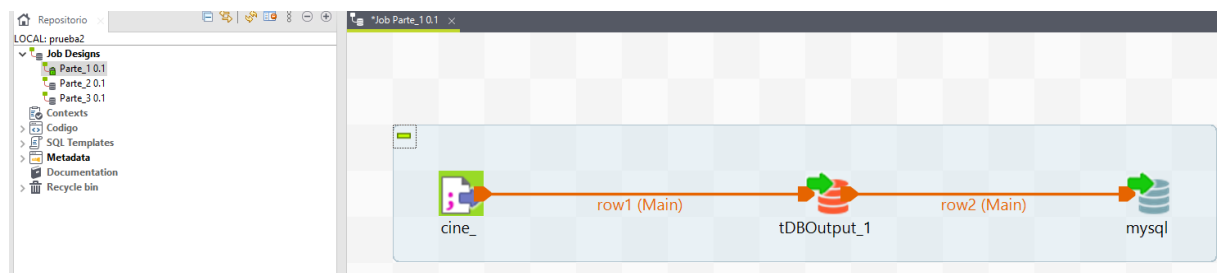 Repositorio
LOCAL: prueba2
Job Designs
Parte_1 0.1
Parte_2 0.1
Parte_3 0.1
Contexts
Codigo
SQL Templates
Metadata
Documentation
Recycle bin
*Job Parte_1 0.1
row1 (Main)
row2 (Main)
cine_
tDBOutput_1
mysql